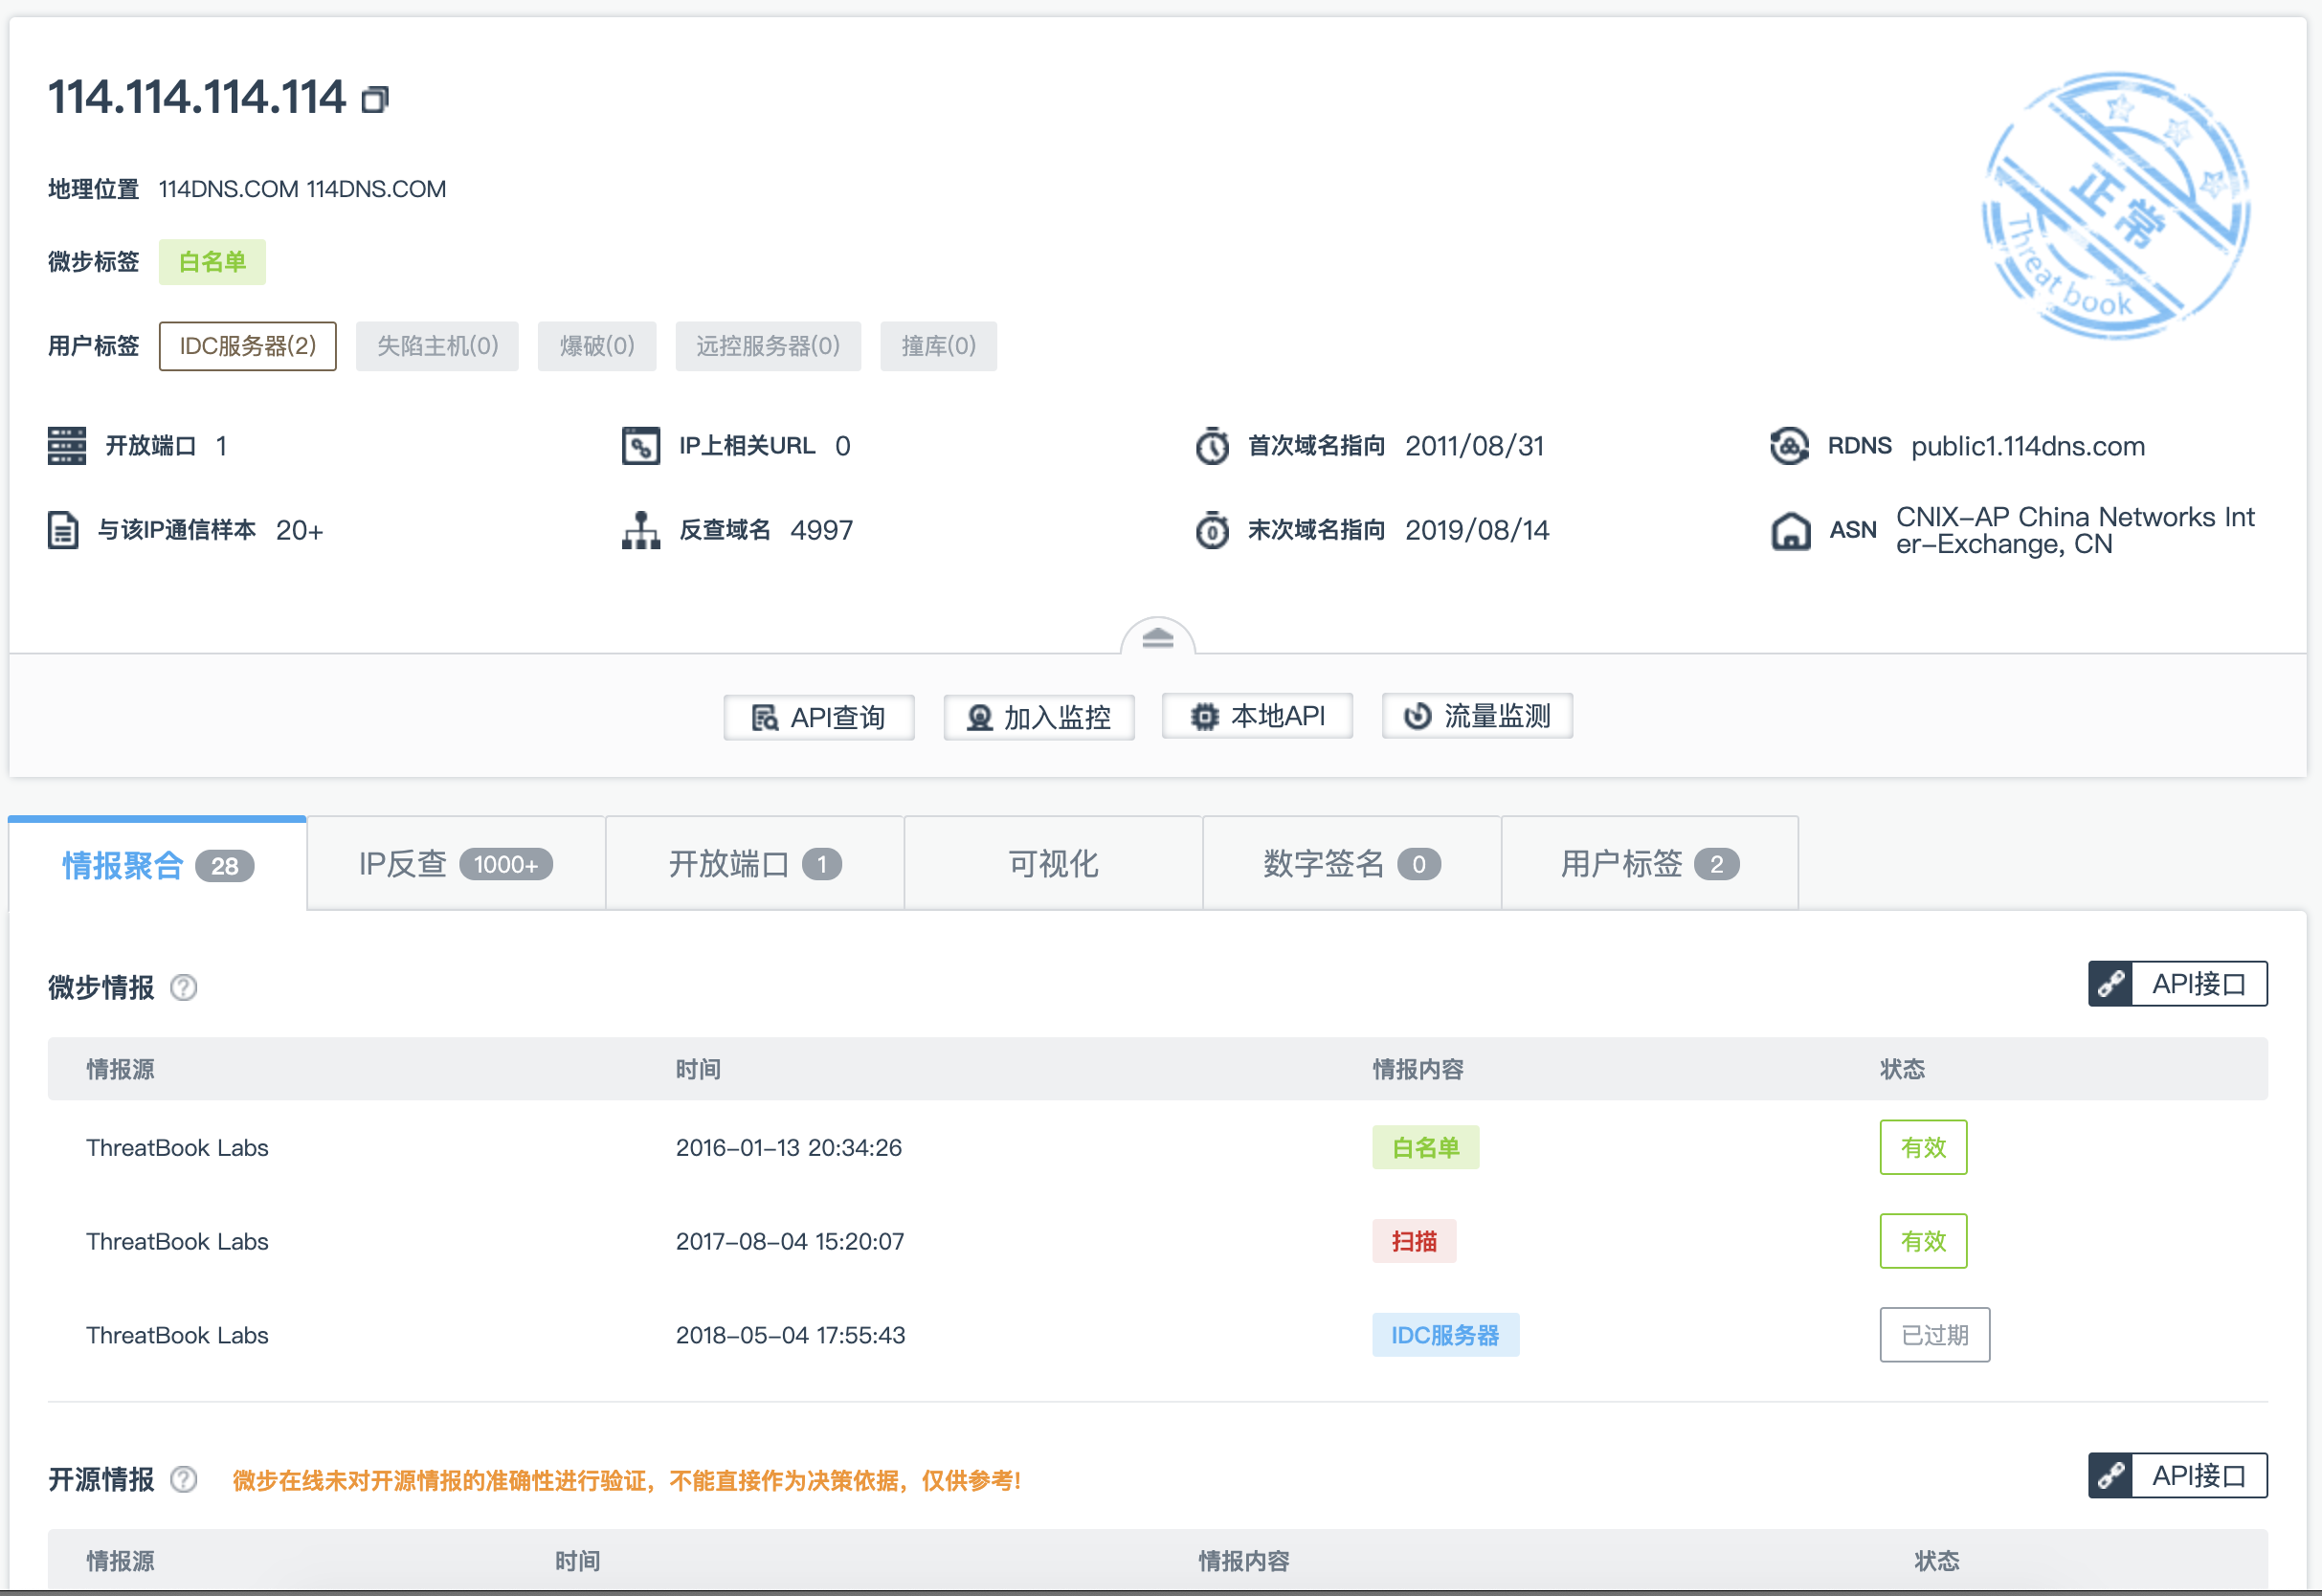 114.114.114.114
地理位置 114DNS.COM 114DNS.COM
微步标签 白名单
用户标签 IDC服务器(2) 失陷主机(0) 爆破(0) 远控服务器(0) 撞库(0)
正常
Threat book
开放端口 1 IP上相关URL 0 首次域名指向 2011/08/31 RDNS public1.114dns.com
与该IP通信样本 20+ 反查域名 4997 末次域名指向 2019/08/14 ASN CNIX-AP China Networks Int
er-Exchange, CN
API查询 加入监控 本地API 流量监测
情报聚合 28 IP反查 1000+ 开放端口 1 可视化 数字签名 0 用户标签 2
微步情报 ? API接口
情报源 时间 情报内容 状态
ThreatBook Labs 2016-01-13 20:34:26 白名单 有效
ThreatBook Labs 2017-08-04 15:20:07 扫描 有效
ThreatBook Labs 2018-05-04 17:55:43 IDC服务器 已过期
开源情报 ? 微步在线未对开源情报的准确性进行验证，不能直接作为决策依据，仅供参考! API接口
情报源 时间 情报内容 状态